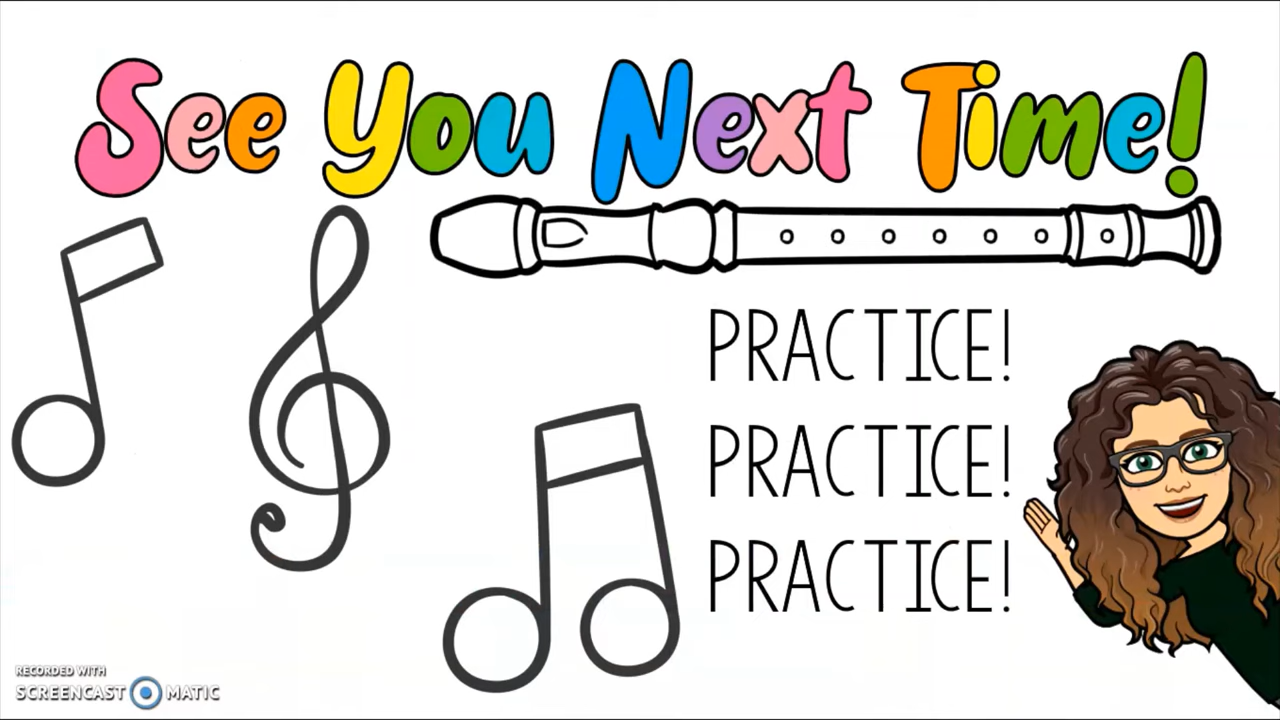 See You Next Time!
PRACTICE!
PRACTICE!
PRACTICE!
RECORDED WITH
SCREENCAST MATIC